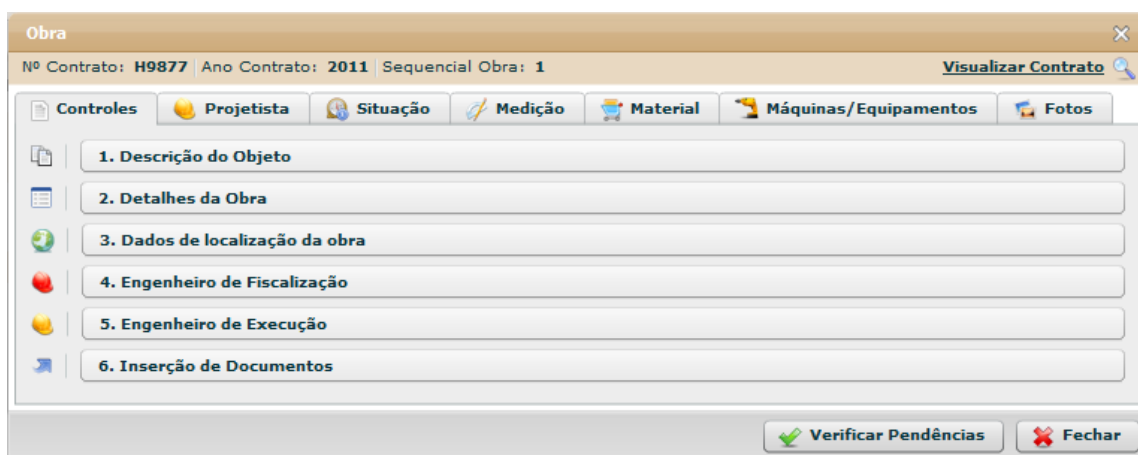 Obra
Nº Contrato: H9877 Ano Contrato: 2011 Sequencial Obra: 1 Visualizar Contrato
Controles Projetista Situação Medição Material Máquinas/Equipamentos Fotos
1. Descrição do Objeto
2. Detalhes da Obra
3. Dados de localização da obra
4. Engenheiro de Fiscalização
5. Engenheiro de Execução
6. Inserção de Documentos
Verificar Pendências Fechar